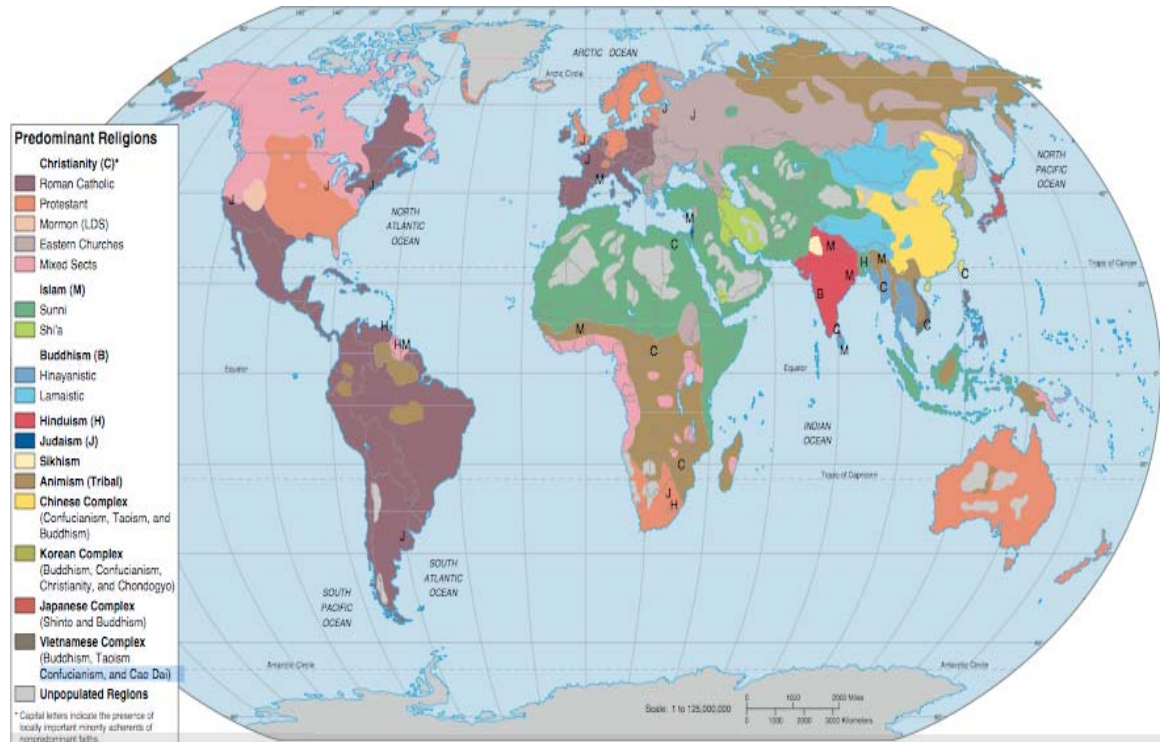 ARCTIC OCEAN
Arctic Circle
Predominant Religions
Christianity (C)*
Roman Catholic
Protestant
Mormon (LDS)
Eastern Churches
Mixed Sects
Islam (M)
Sunni
Shi'a
Buddhism (B)
Hinayanistic
Lamaistic
Hinduism (H)
Judaism (J)
Sikhism
Animism (Tribal)
Chinese Complex
(Confucianism, Taoism, and
Buddhism)
Korean Complex
(Buddhism, Confucianism,
Christianity, and Chondogyo)
Japanese Complex
(Shinto and Buddhism)
Vietnamese Complex
(Buddhism, Taoism
Confucianism, and Cao Dai)
Unpopulated Regions
* Capital letters indicate the presence of
locally important minority adherents of
nonpredominant faiths.
NORTH
PACIFIC
OCEAN
NORTH
ATLANTIC
OCEAN
Tropic of Cancer
Equator
Equator
INDIAN
OCEAN
Tropic of Capricorn
SOUTH
ATLANTIC
OCEAN
SOUTH
PACIFIC
OCEAN
Antarctic Circle
Antarctic Circle
Scale: 1 to 125,000,000
0 1000 2000 Miles
0 1000 2000 3000 Kilometers
J
J
J
J
M
J
J
J
M
C
M
C
C
J
H
H
HM
J
M
M
H
M
B
C
C
M
C
C